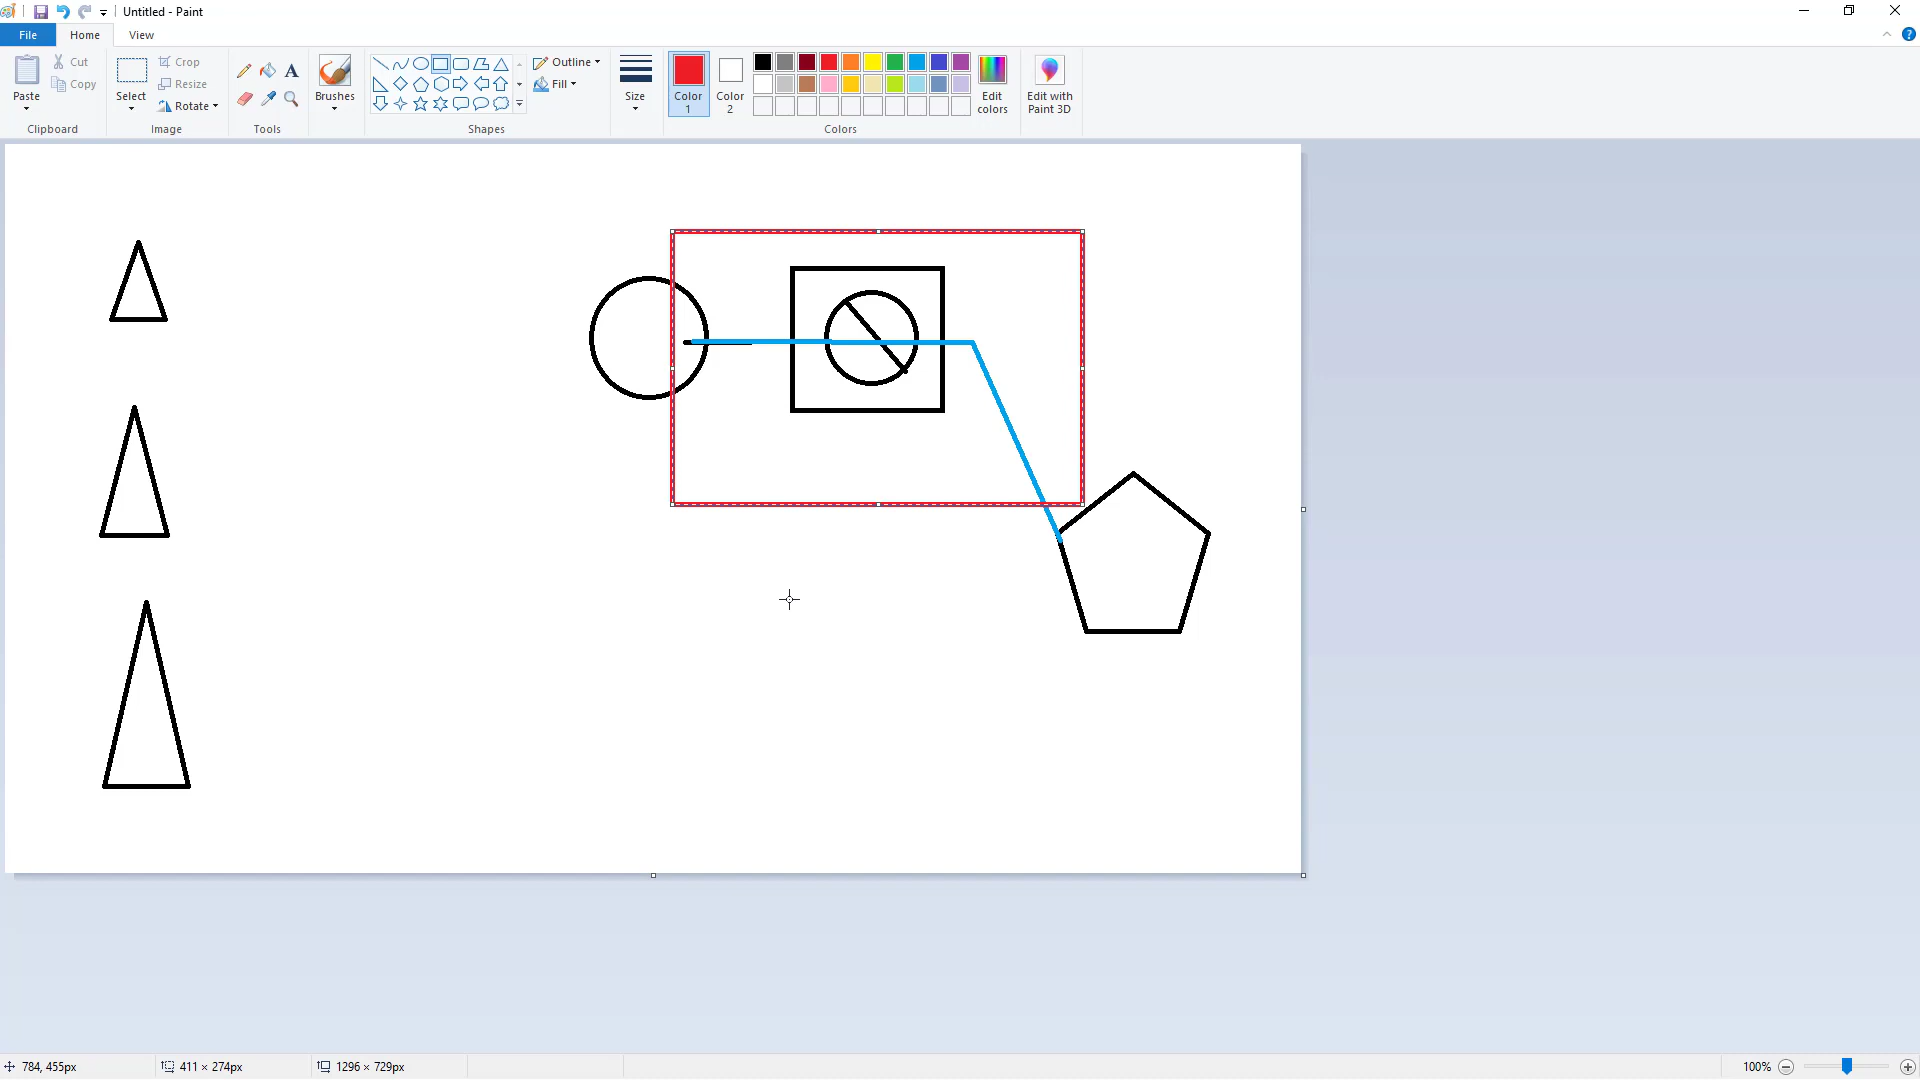 Untitled - Paint
File Home View
Paste
Cut
Copy
Clipboard
Select
Crop
Resize
Rotate
Image
A
Tools
Brushes
Outline
Fill
Shapes
Size
Color 1
Color 2
Edit colors
Colors
Edit with Paint 3D
?
784, 455px
411 × 274px
1296 × 729px
100%